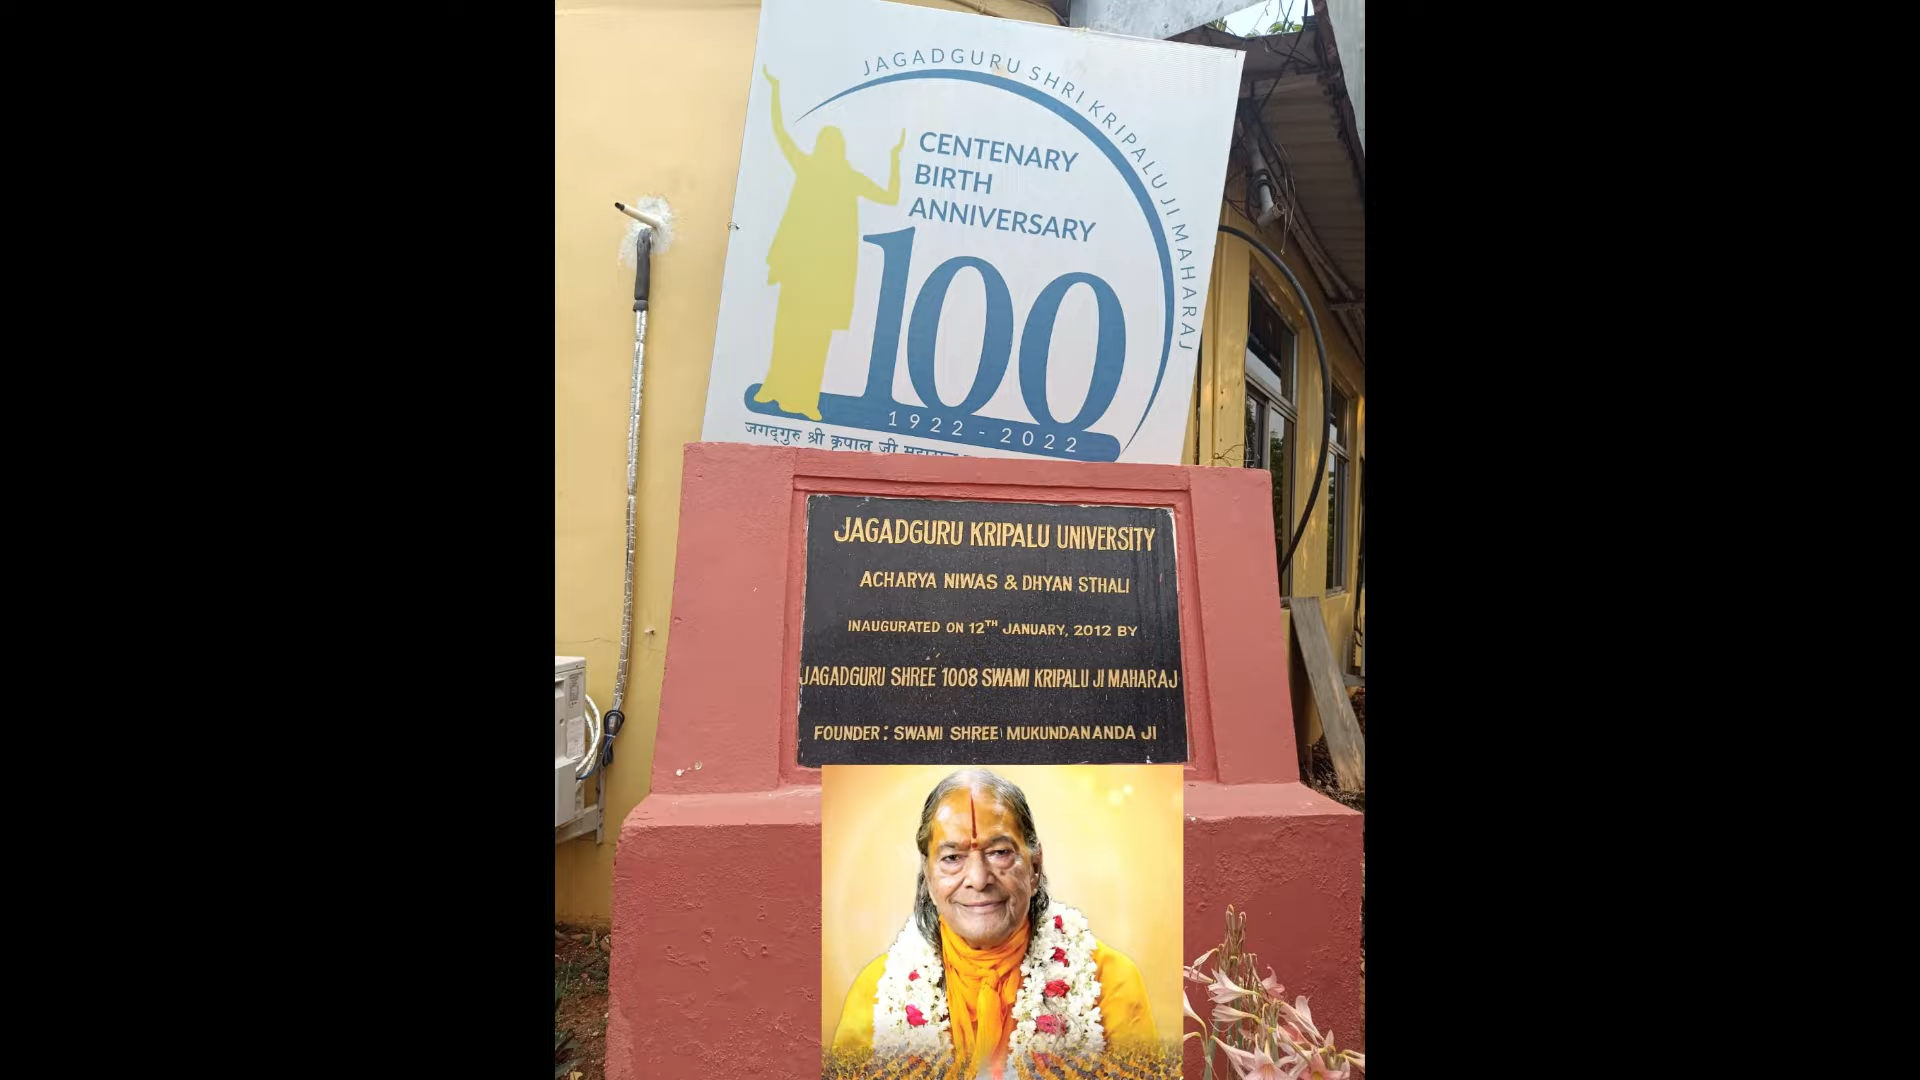 JAGADGURU SHRI KRIPALU JI MAHARAJ
CENTENARY
BIRTH
ANNIVERSARY
100
1922 - 2022
जगद्गुरु श्री कृपालु जी
JAGADGURU KRIPALU UNIVERSITY
ACHARYA NIWAS & DHYAN STHALI
INAUGURATED ON 12TH JANUARY, 2012 BY
JAGADGURU SHREE 1008 SWAMI KRIPALU JI MAHARAJ
FOUNDER: SWAMI SHREE MUKUNDANANDA JI